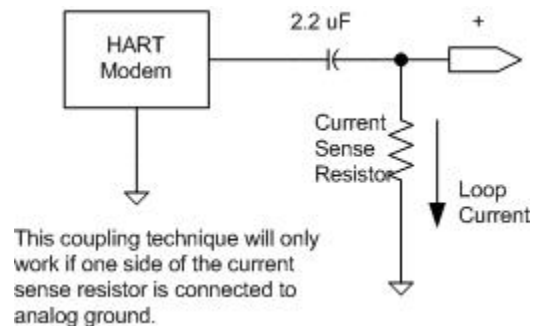 2.2 uF
+
HART
Modem
Current
Sense
Resistor
Loop
Current
This coupling technique will only
work if one side of the current
sense resistor is connected to
analog ground.